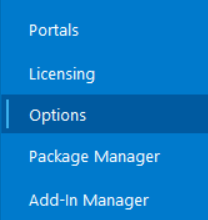 Portals
Licensing
Options
Package Manager
Add-In Manager